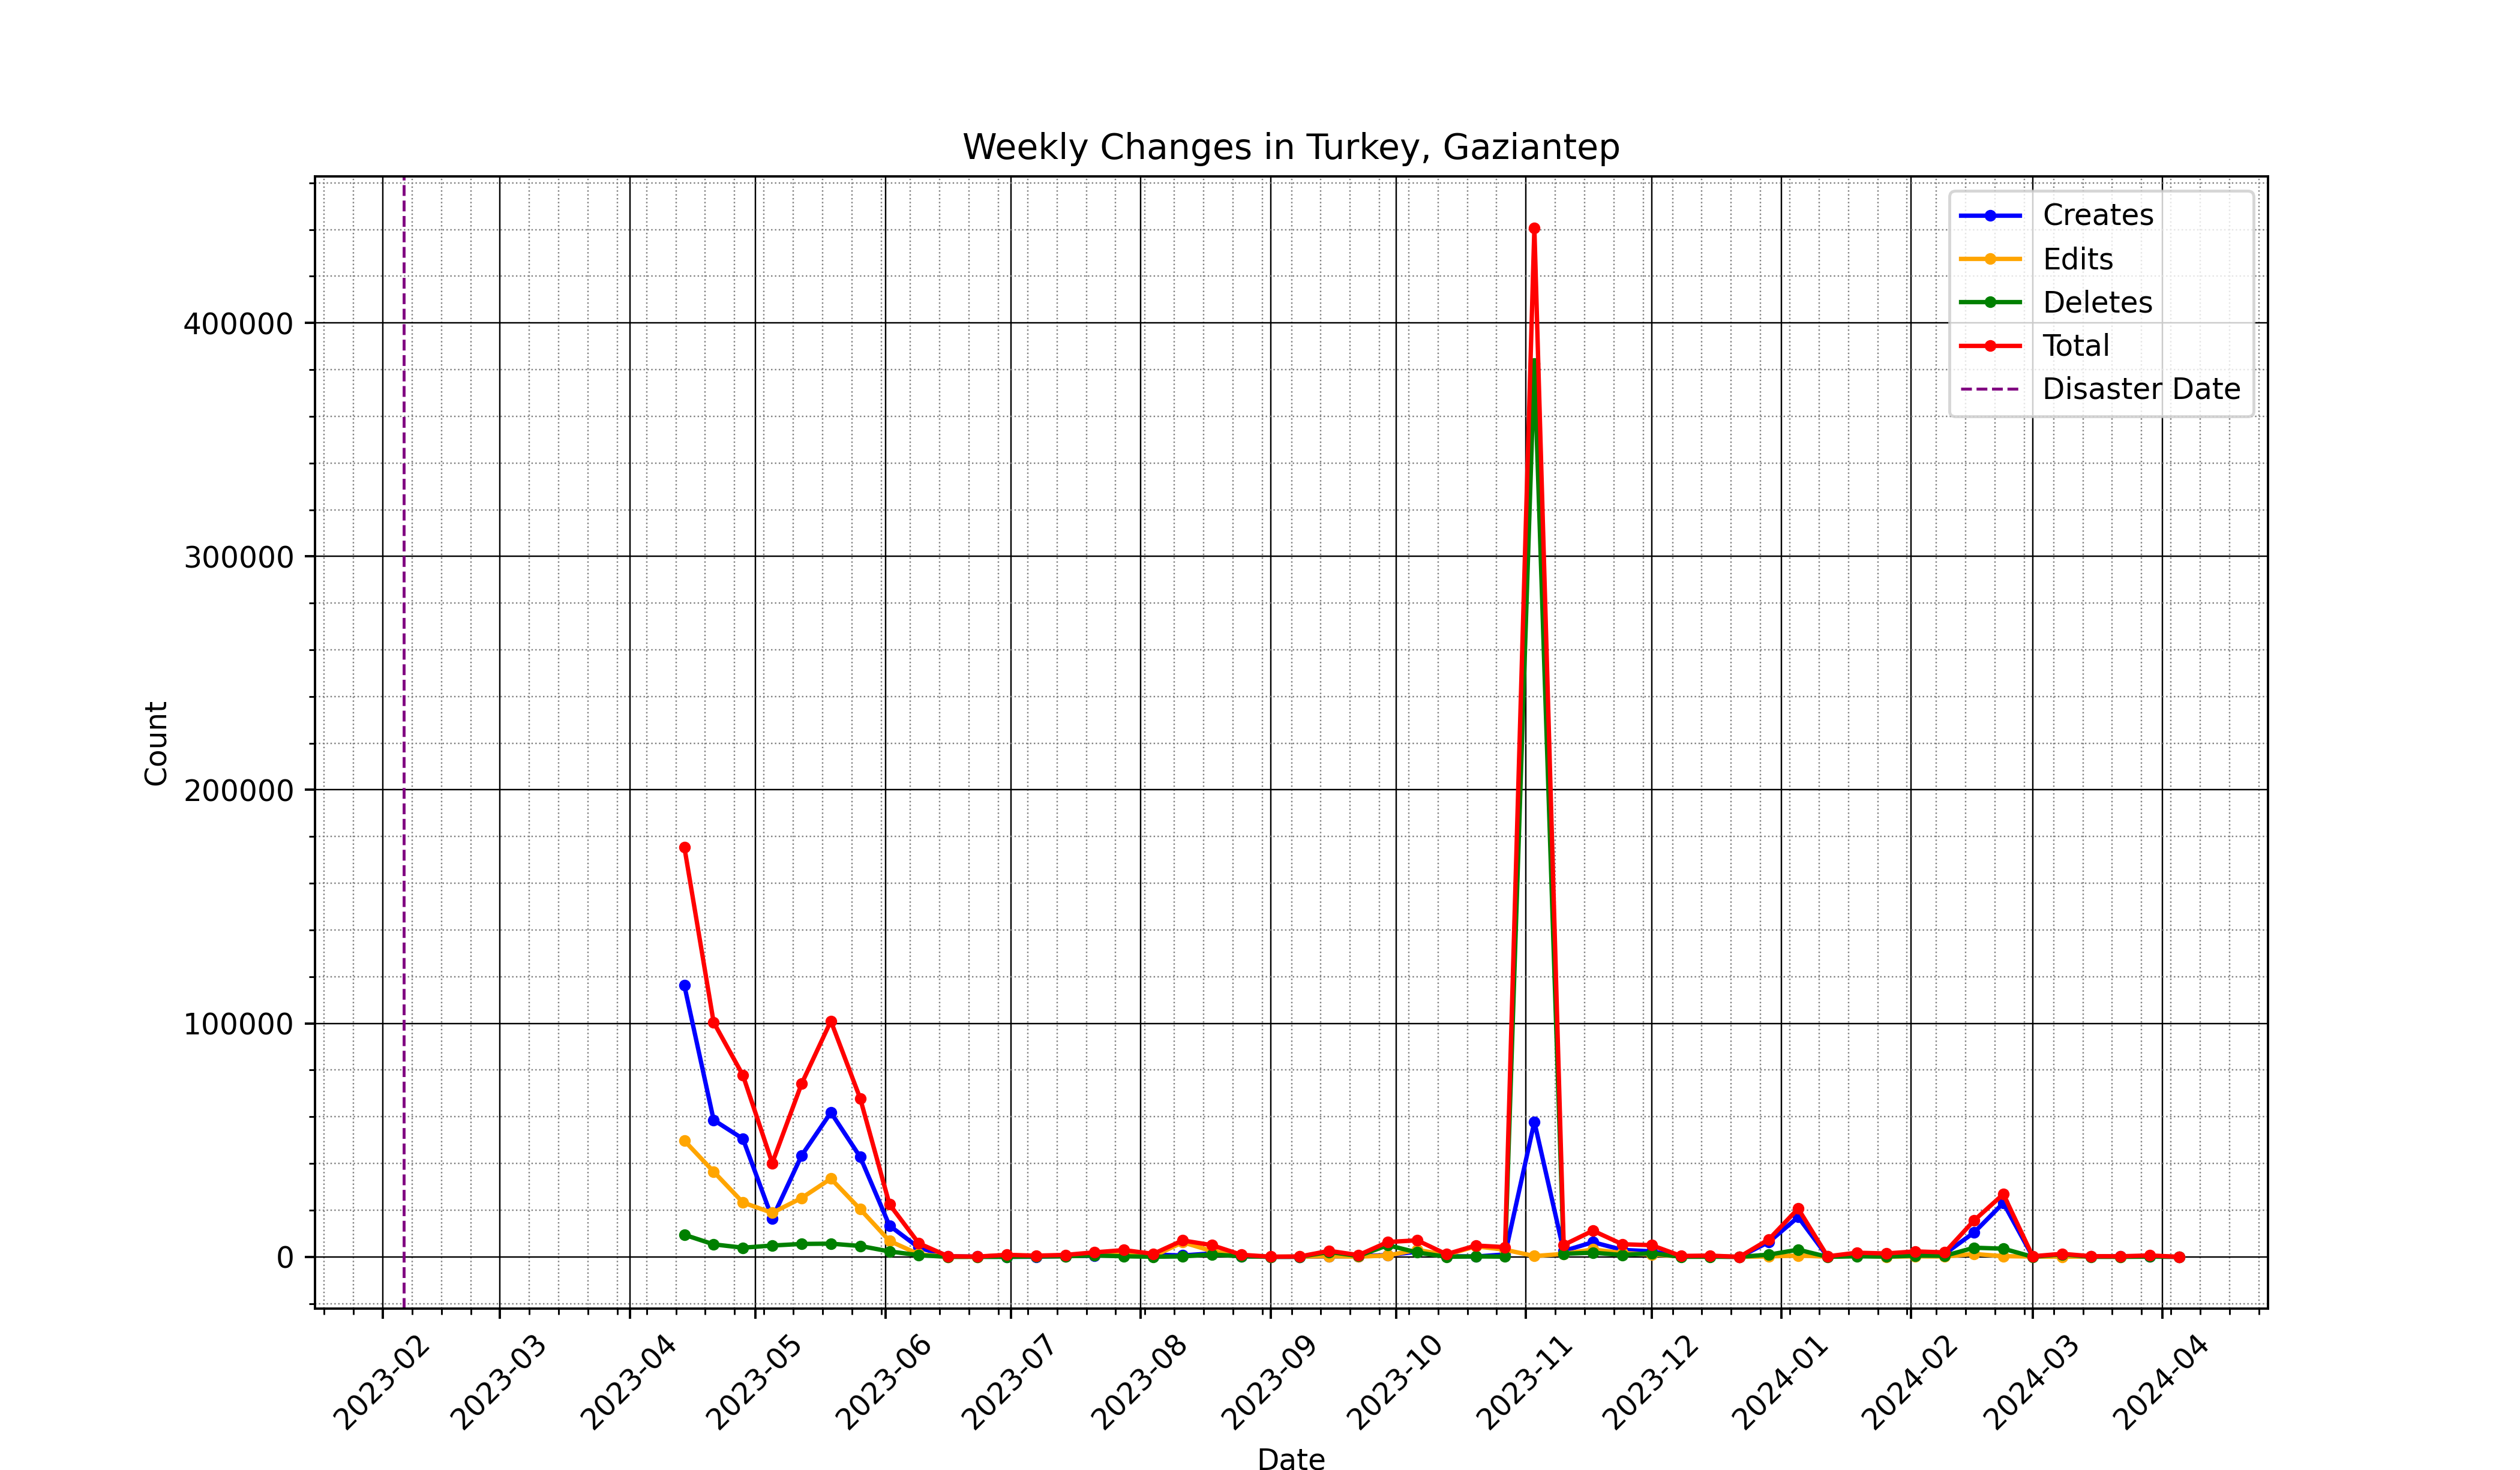 Weekly Changes in Turkey, Gaziantep
Creates
Edits
Deletes
Total
Disaster Date
Count
400000
300000
200000
100000
0
2023-02
2023-03
2023-04
2023-05
2023-06
2023-07
2023-08
2023-09
2023-10
2023-11
2023-12
2024-01
2024-02
2024-03
2024-04
Date